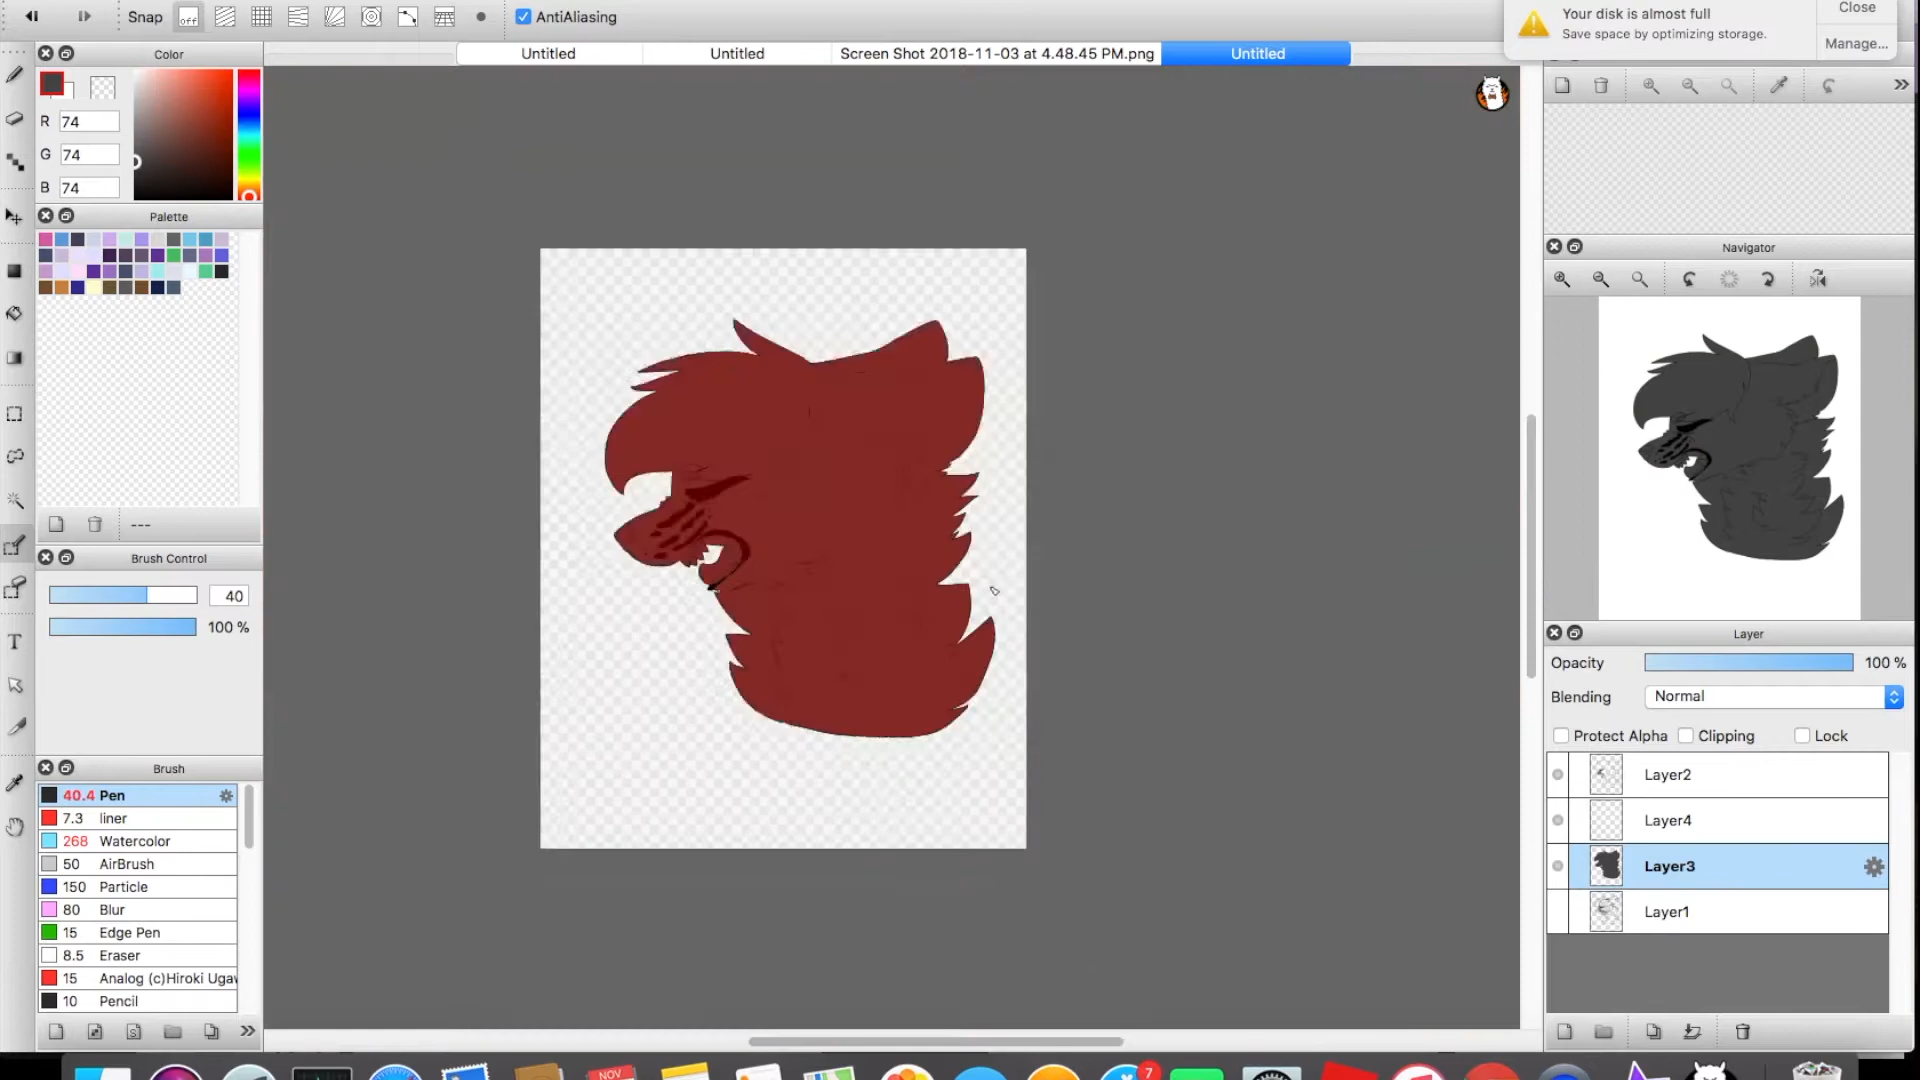 Snap
off
AntiAliasing
Your disk is almost full
Save space by optimizing storage.
Close
Manage...
Color
Untitled
Untitled
Screen Shot 2018-11-03 at 4.48.45 PM.png
Untitled
R 74
G 74
B 74
Palette
---
Brush Control
40
100 %
Brush
40.4 Pen
7.3 liner
268 Watercolor
50 AirBrush
150 Particle
80 Blur
15 Edge Pen
8.5 Eraser
15 Analog (c)Hiroki Ugaw
10 Pencil
Navigator
Layer
Opacity 100 %
Blending Normal
Protect Alpha Clipping Lock
Layer2
Layer4
Layer3
Layer1
NOV
7